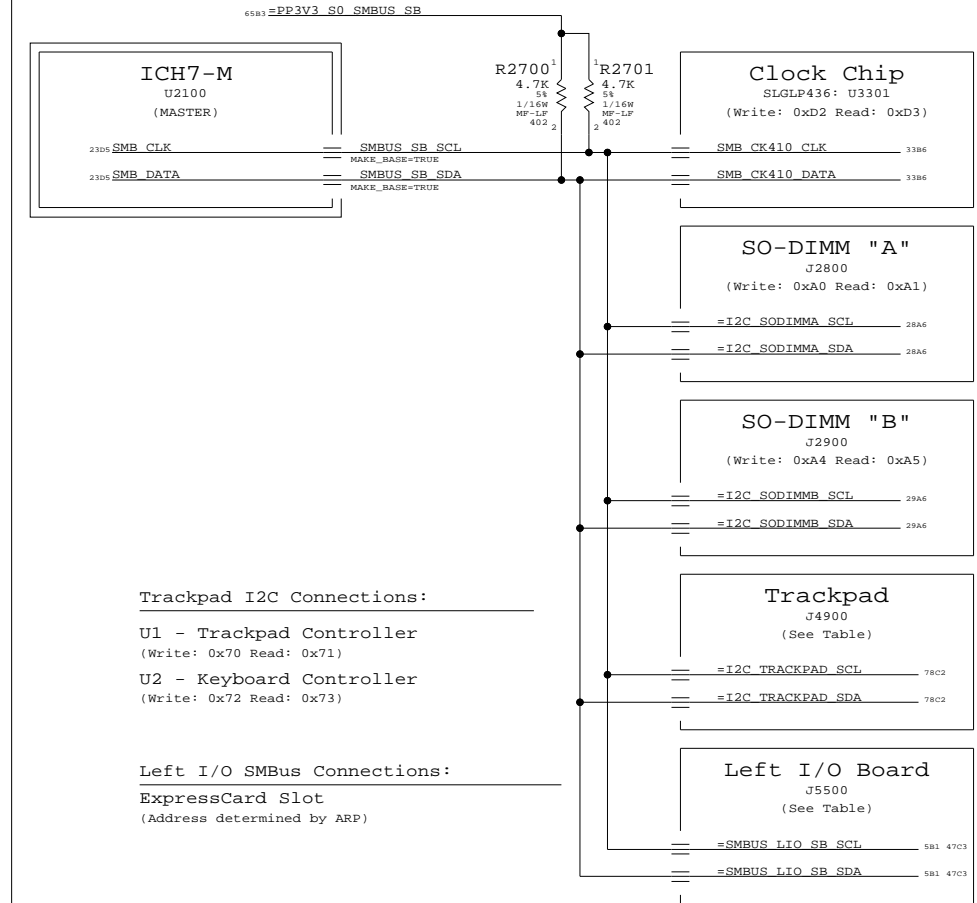 65B3 =PP3V3_S0_SMBUS_SB
ICH7-M
U2100
(MASTER)
23D5 SMB_CLK
SMBUS_SB_SCL
MAKE_BASE=TRUE
23D5 SMB_DATA
SMBUS_SB_SDA
MAKE_BASE=TRUE
R2700 1
4.7K
5%
1/16W
MF-LF
402 2
1 R2701
4.7K
5%
1/16W
MF-LF
2 402
Clock Chip
SLGLP436: U3301
(Write: 0xD2 Read: 0xD3)
SMB_CK410_CLK 33B6
SMB_CK410_DATA 33B6
SO-DIMM "A"
J2800
(Write: 0xA0 Read: 0xA1)
=I2C_SODIMMA_SCL 28A6
=I2C_SODIMMA_SDA 28A6
SO-DIMM "B"
J2900
(Write: 0xA4 Read: 0xA5)
=I2C_SODIMMB_SCL 29A6
=I2C_SODIMMB_SDA 29A6
Trackpad I2C Connections:
U1 - Trackpad Controller
(Write: 0x70 Read: 0x71)
U2 - Keyboard Controller
(Write: 0x72 Read: 0x73)
Trackpad
J4900
(See Table)
=I2C_TRACKPAD_SCL 78C2
=I2C_TRACKPAD_SDA 78C2
Left I/O SMBus Connections:
ExpressCard Slot
(Address determined by ARP)
Left I/O Board
J5500
(See Table)
=SMBUS_LIO_SB_SCL 5B1 47C3
=SMBUS_LIO_SB_SDA 5B1 47C3